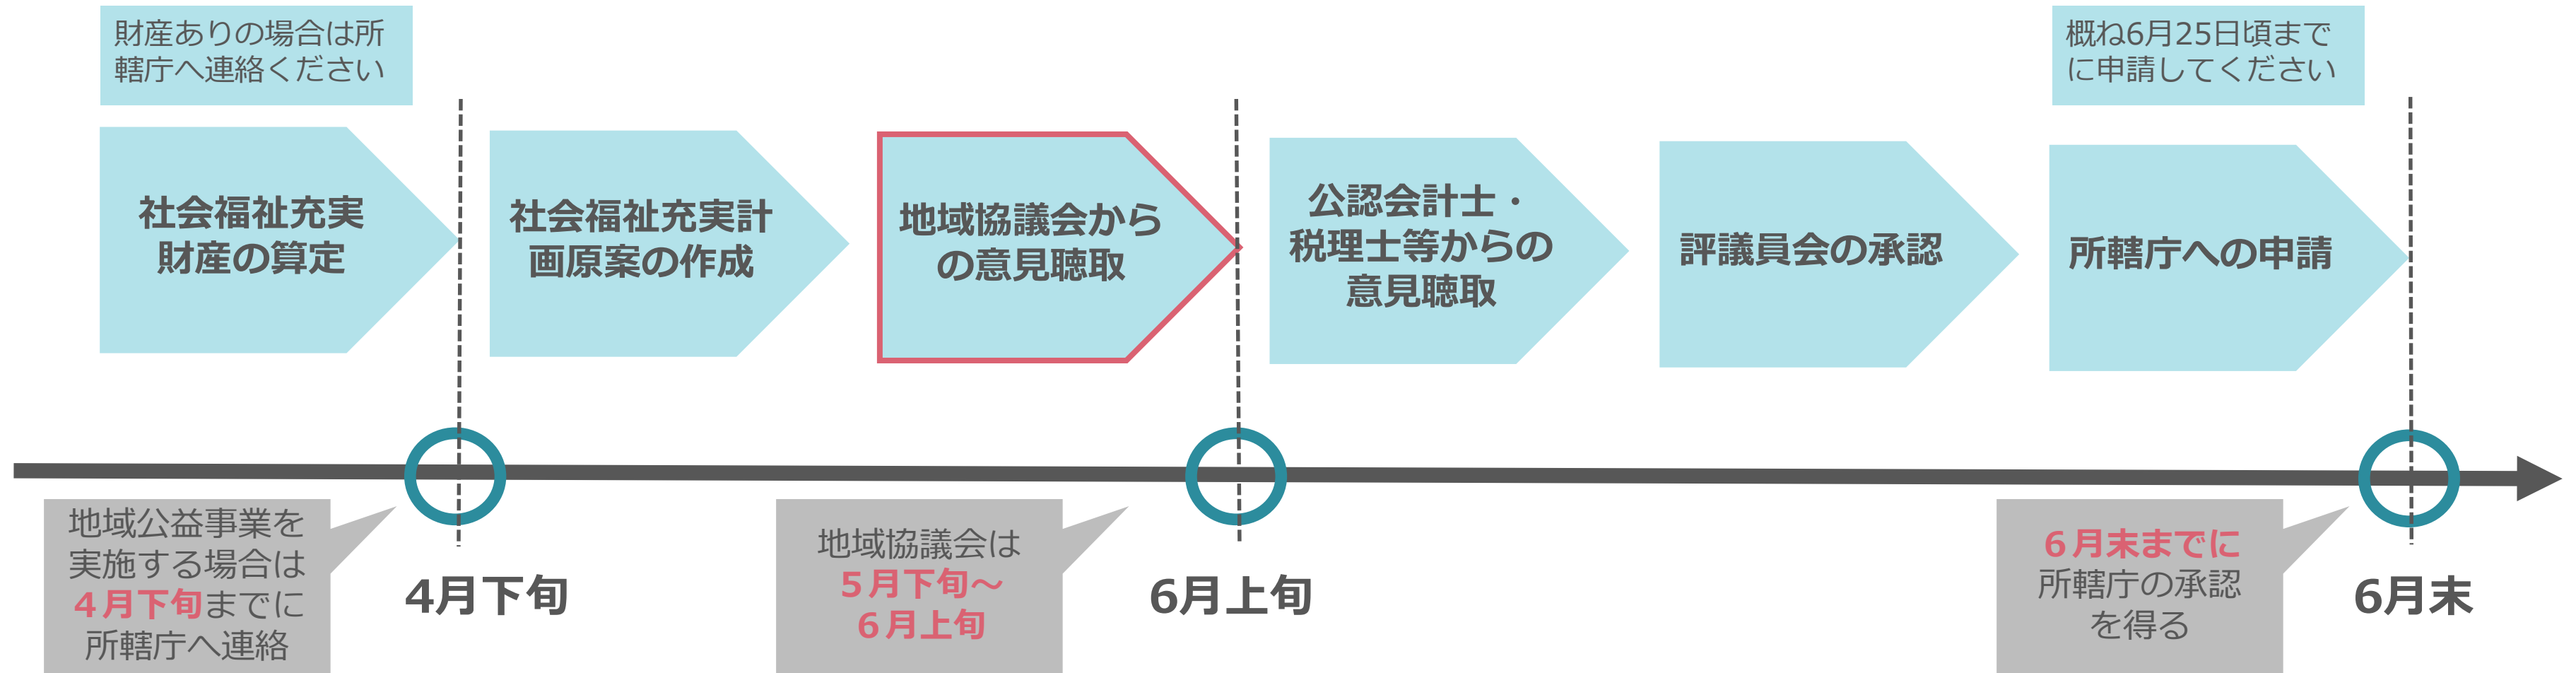 財産ありの場合は所
轄庁へ連絡ください
概ね6月25日頃まで
に申請してください
社会福祉充実
財産の算定
社会福祉充実計
画原案の作成
地域協議会から
の意見聴取
公認会計士・
税理士等からの
意見聴取
評議員会の承認
所轄庁への申請
地域公益事業を
実施する場合は
４月下旬までに
所轄庁へ連絡
4月下旬
地域協議会は
５月下旬～
６月上旬
6月上旬
６月末までに
所轄庁の承認
を得る
6月末